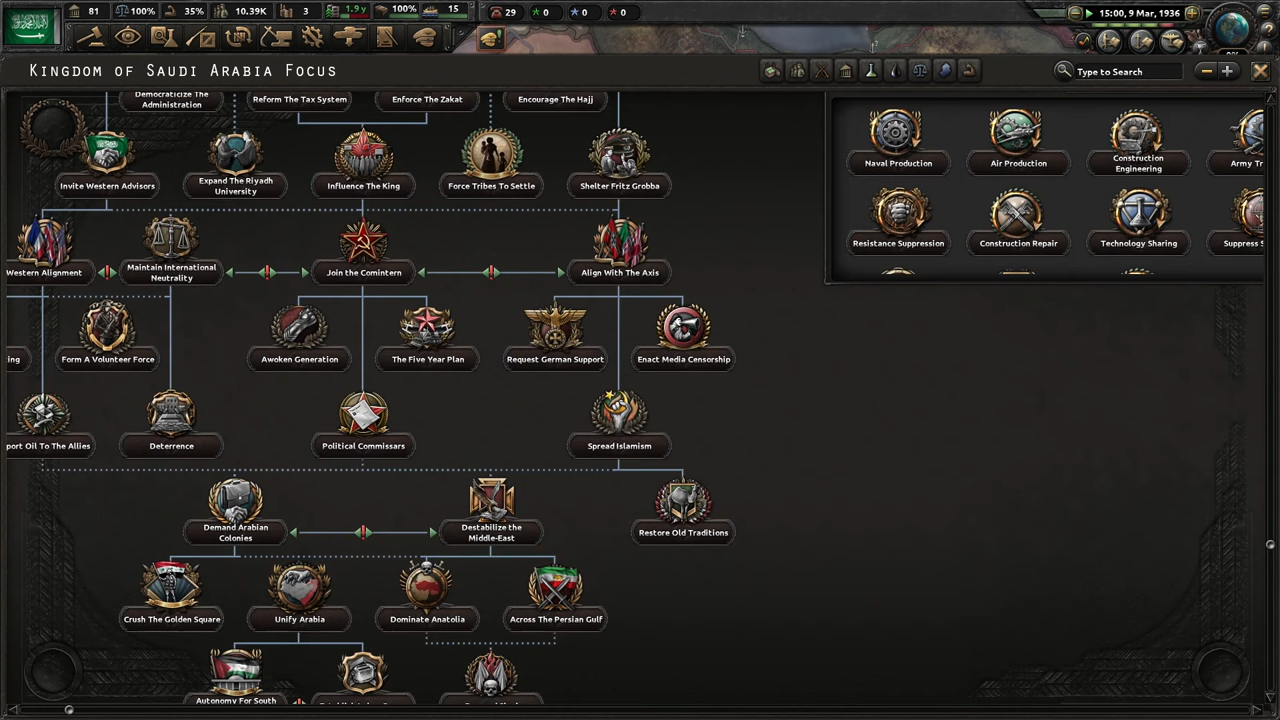 81
100%
35%
10.39K
3
1.9y
100%
15
29
0
0
0
15:00, 9 Mar, 1936
Kingdom of Saudi Arabia Focus
Type to Search
Democraticize The
Administration
Reform The Tax System
Enforce The Zakat
Encourage The Hajj
Naval Production
Air Production
Construction
Engineering
Army Tr
Invite Western Advisors
Expand The Riyadh
University
Influence The King
Force Tribes To Settle
Shelter Fritz Grobba
Resistance Suppression
Construction Repair
Technology Sharing
Suppress S
Western Alignment
Maintain International
Neutrality
Join the Comintern
Align With The Axis
ing
Form A Volunteer Force
Awoken Generation
The Five Year Plan
Request German Support
Enact Media Censorship
port Oil To The Allies
Deterrence
Political Commissars
Spread Islamism
Demand Arabian
Colonies
Destabilize the
Middle-East
Restore Old Traditions
Crush The Golden Square
Unify Arabia
Dominate Anatolia
Across The Persian Gulf
Autonomy For South